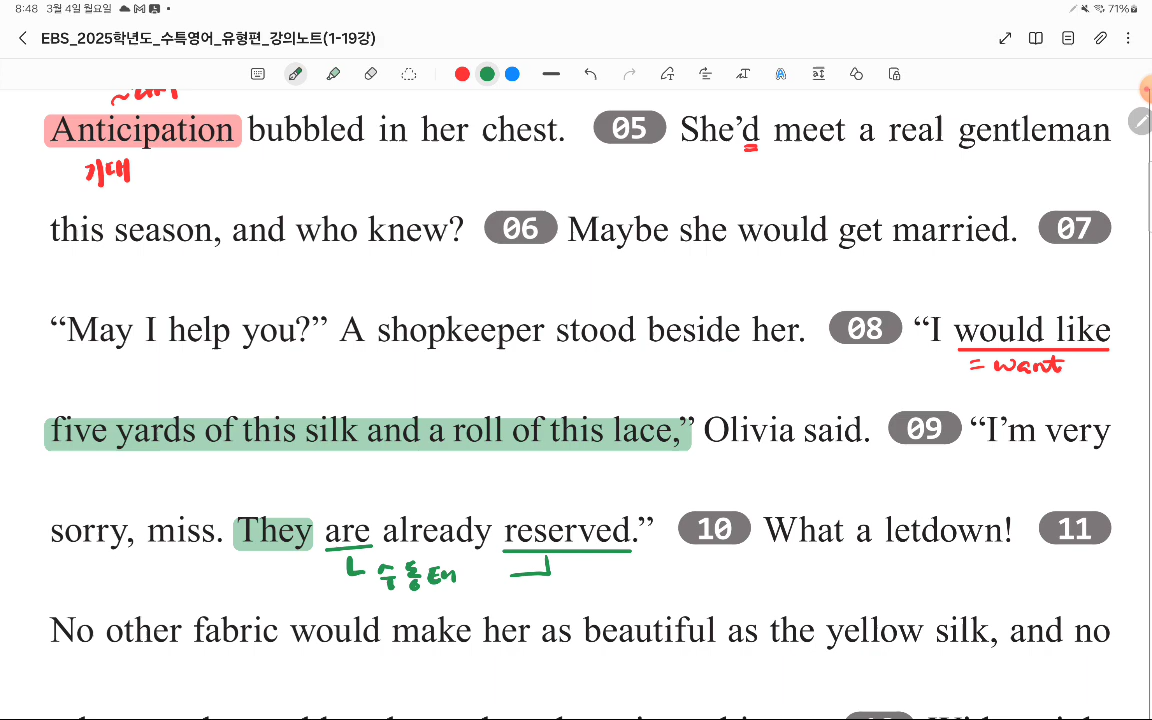 8:48 3월 4일 월요일 71%
EBS_2025학년도_수특영어_유형편_강의노트(1-19강)
Anticipation bubbled in her chest. 05 She’d meet a real gentleman
기대
this season, and who knew? 06 Maybe she would get married. 07
“May I help you?” A shopkeeper stood beside her. 08 “I would like
= want
five yards of this silk and a roll of this lace,” Olivia said. 09 “I’m very
sorry, miss. They are already reserved.” 10 What a letdown! 11
수동태
No other fabric would make her as beautiful as the yellow silk, and no